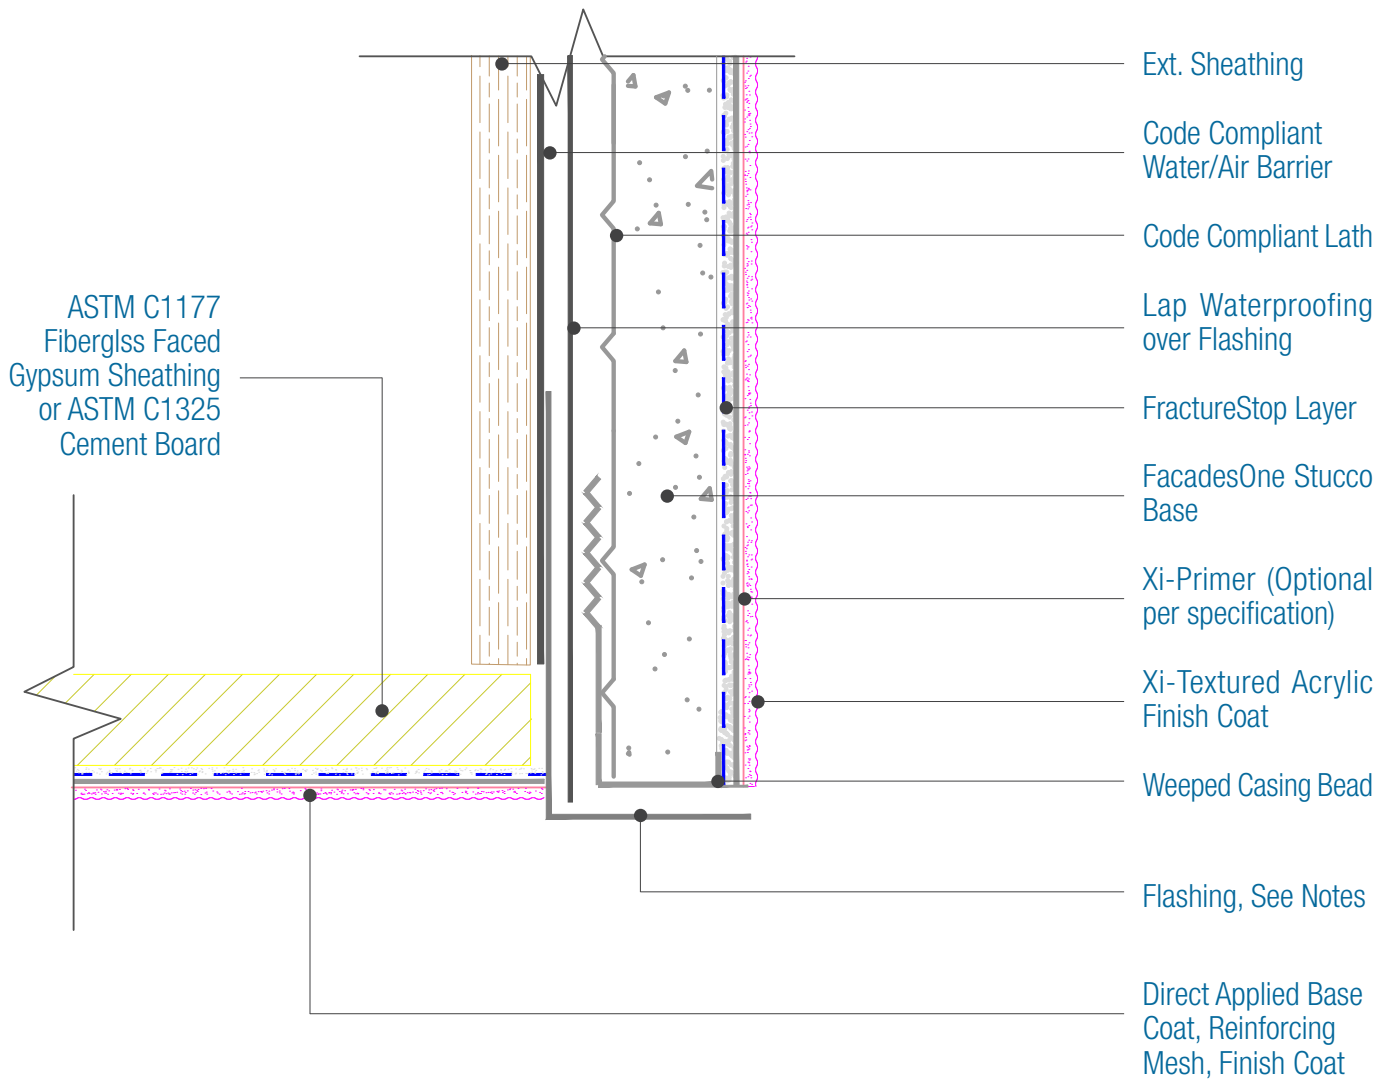 Ext. Sheathing
Code Compliant
Water/Air Barrier
Code Compliant Lath
Lap Waterproofing
over Flashing
FractureStop Layer
FacadesOne Stucco
Base
Xi-Primer (Optional
per specification)
Xi-Textured Acrylic
Finish Coat
Weeped Casing Bead
Flashing, See Notes
Direct Applied Base
Coat, Reinforcing
Mesh, Finish Coat
ASTM C1177
Fiberglss Faced
Gypsum Sheathing
or ASTM C1325
Cement Board